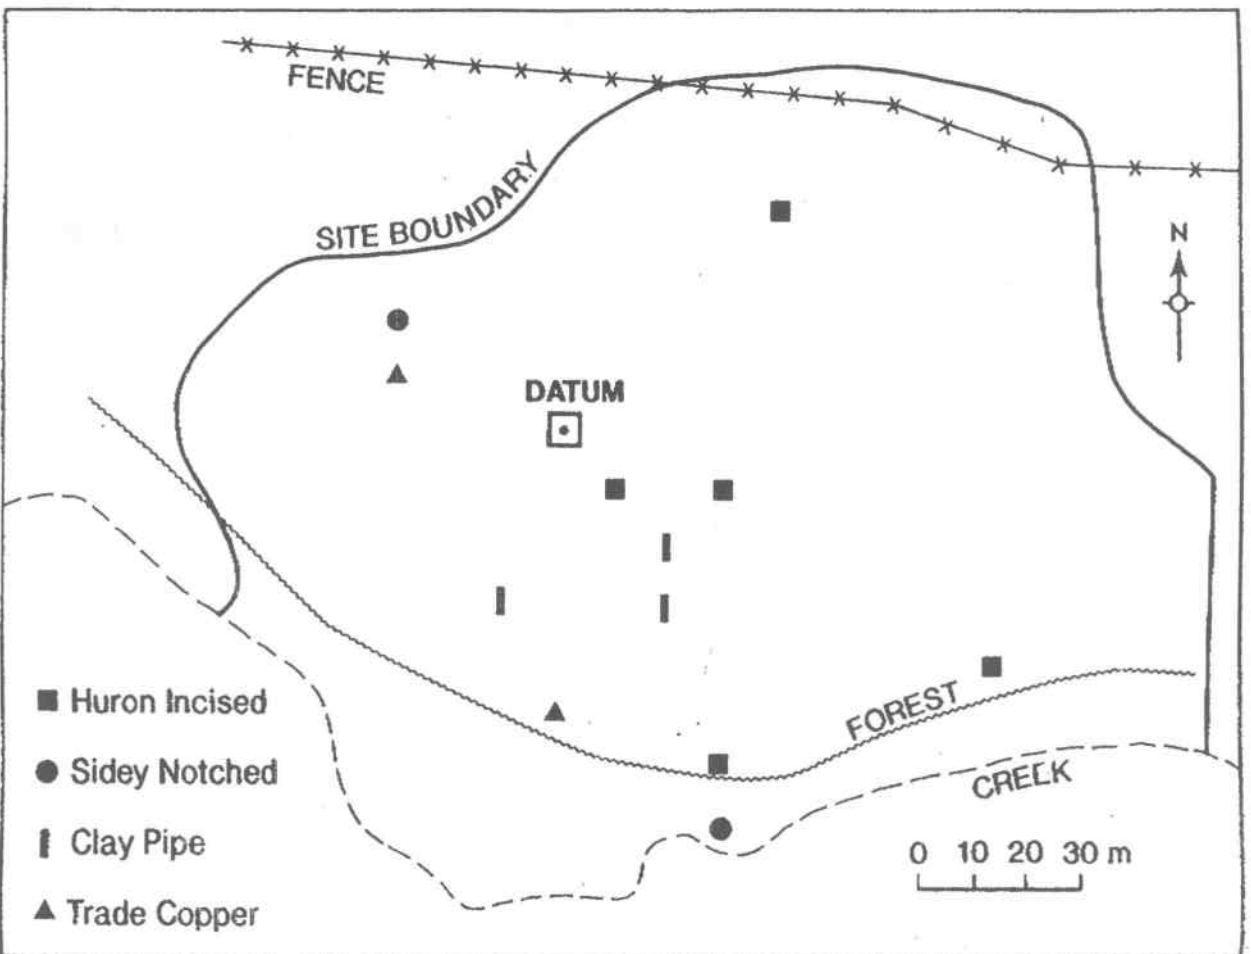 FENCE
SITE BOUNDARY
N
DATUM
Huron Incised
FOREST
Sidey Notched
CREEK
Clay Pipe
0 10 20 30 m
Trade Copper